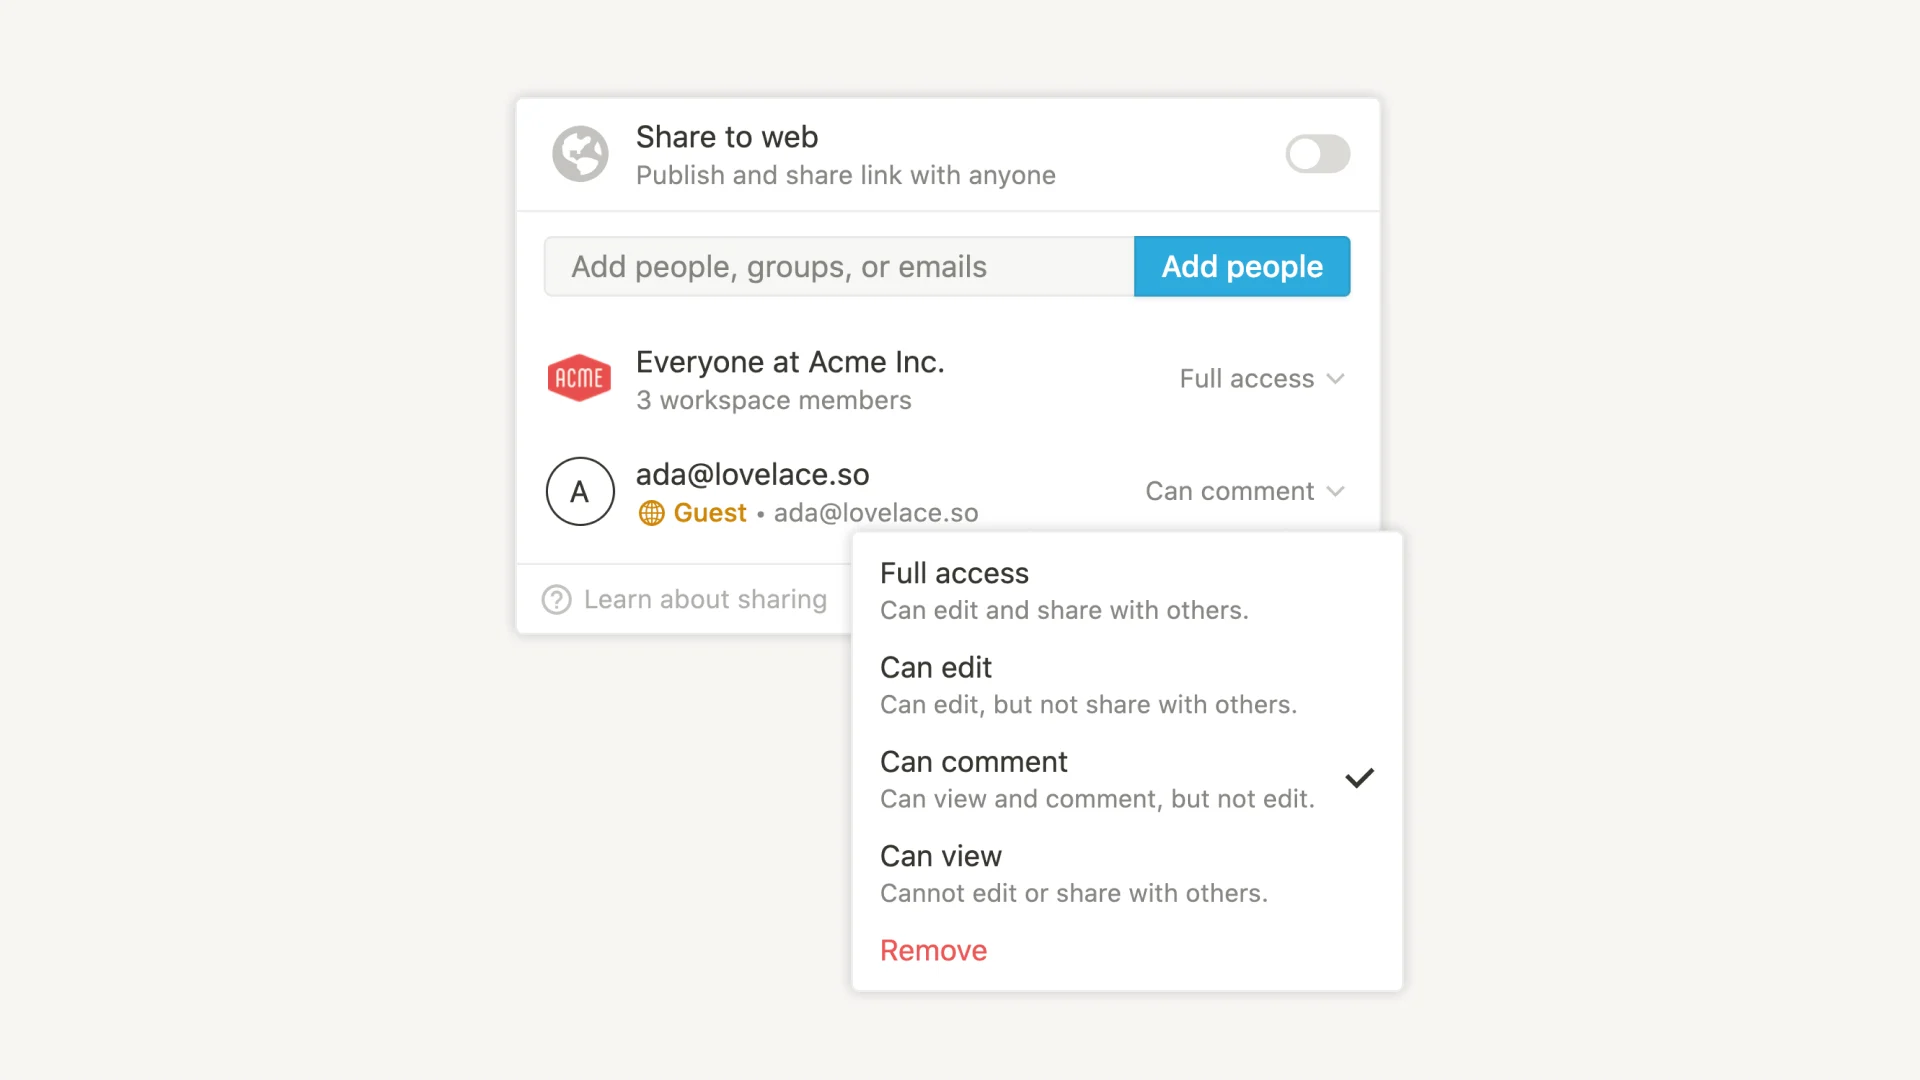 Share to web
Publish and share link with anyone
Add people, groups, or emails
Add people
ACME
Everyone at Acme Inc.
3 workspace members
Full access
A
ada@lovelace.so
Guest • ada@lovelace.so
Can comment
Learn about sharing
Full access
Can edit and share with others.
Can edit
Can edit, but not share with others.
Can comment
Can view and comment, but not edit.
Can view
Cannot edit or share with others.
Remove